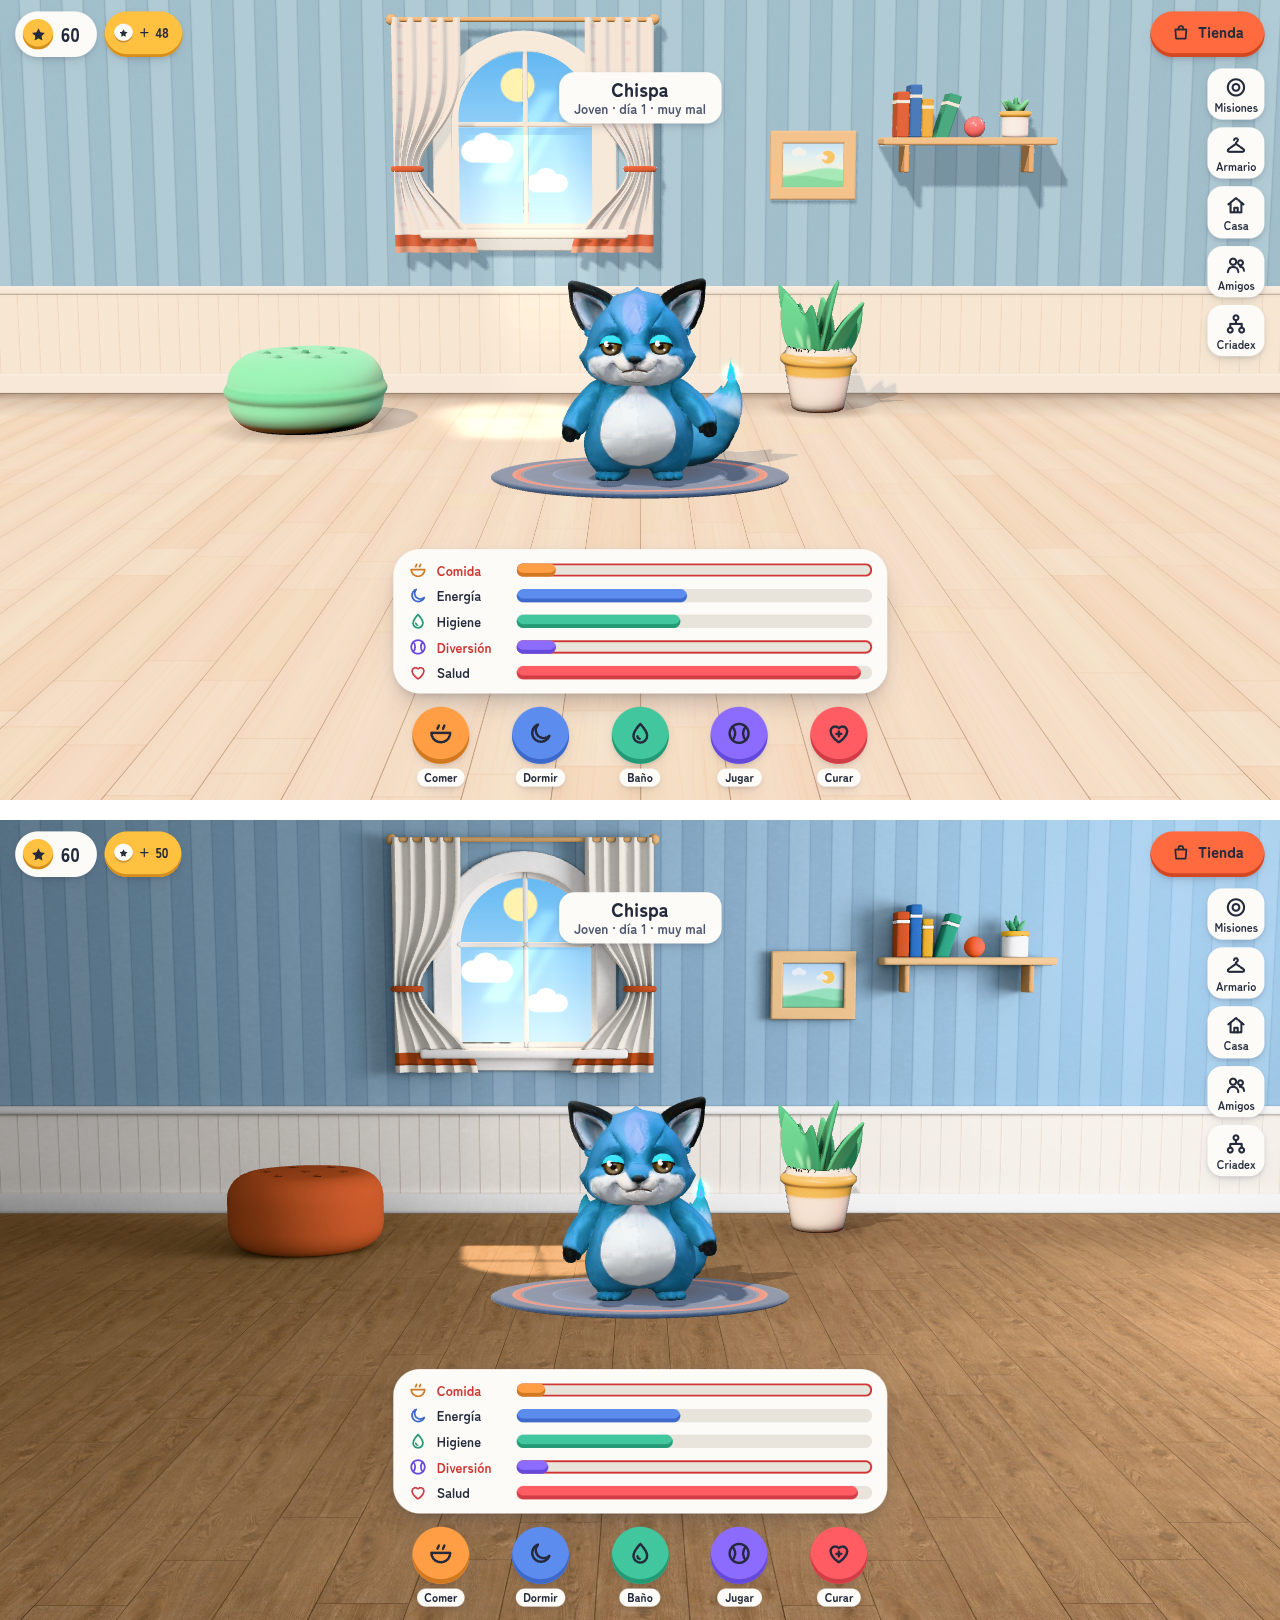 60
+ 48
Tienda
Chispa
Joven · día 1 · muy mal
Misiones
Armario
Casa
Amigos
Criadex
Comida
Energía
Higiene
Diversión
Salud
Comer
Dormir
Baño
Jugar
Curar
60
+ 50
Tienda
Chispa
Joven · día 1 · muy mal
Misiones
Armario
Casa
Amigos
Criadex
Comida
Energía
Higiene
Diversión
Salud
Comer
Dormir
Baño
Jugar
Curar